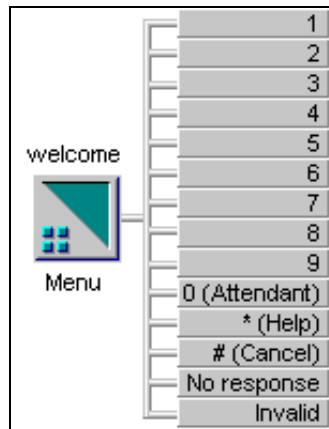 welcome
Menu
1
2
3
4
5
6
7
8
9
0 (Attendant)
* (Help)
# (Cancel)
No response
Invalid